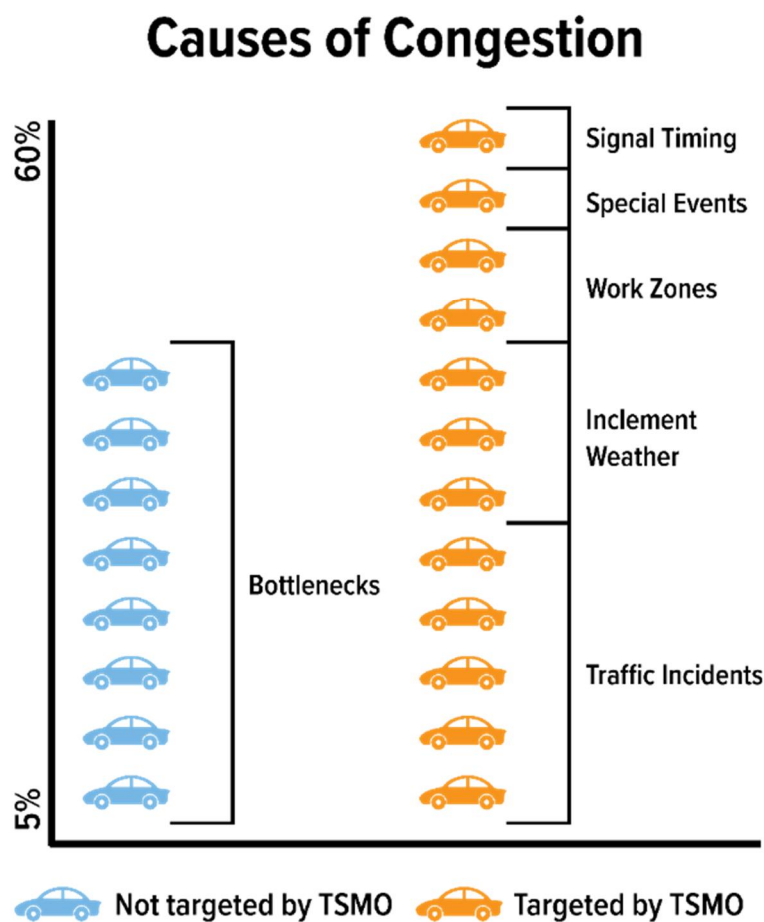 Causes of Congestion
60%
Signal Timing
Special Events
Work Zones
Inclement
Weather
Bottlenecks
Traffic Incidents
5%
Not targeted by TSMO
Targeted by TSMO